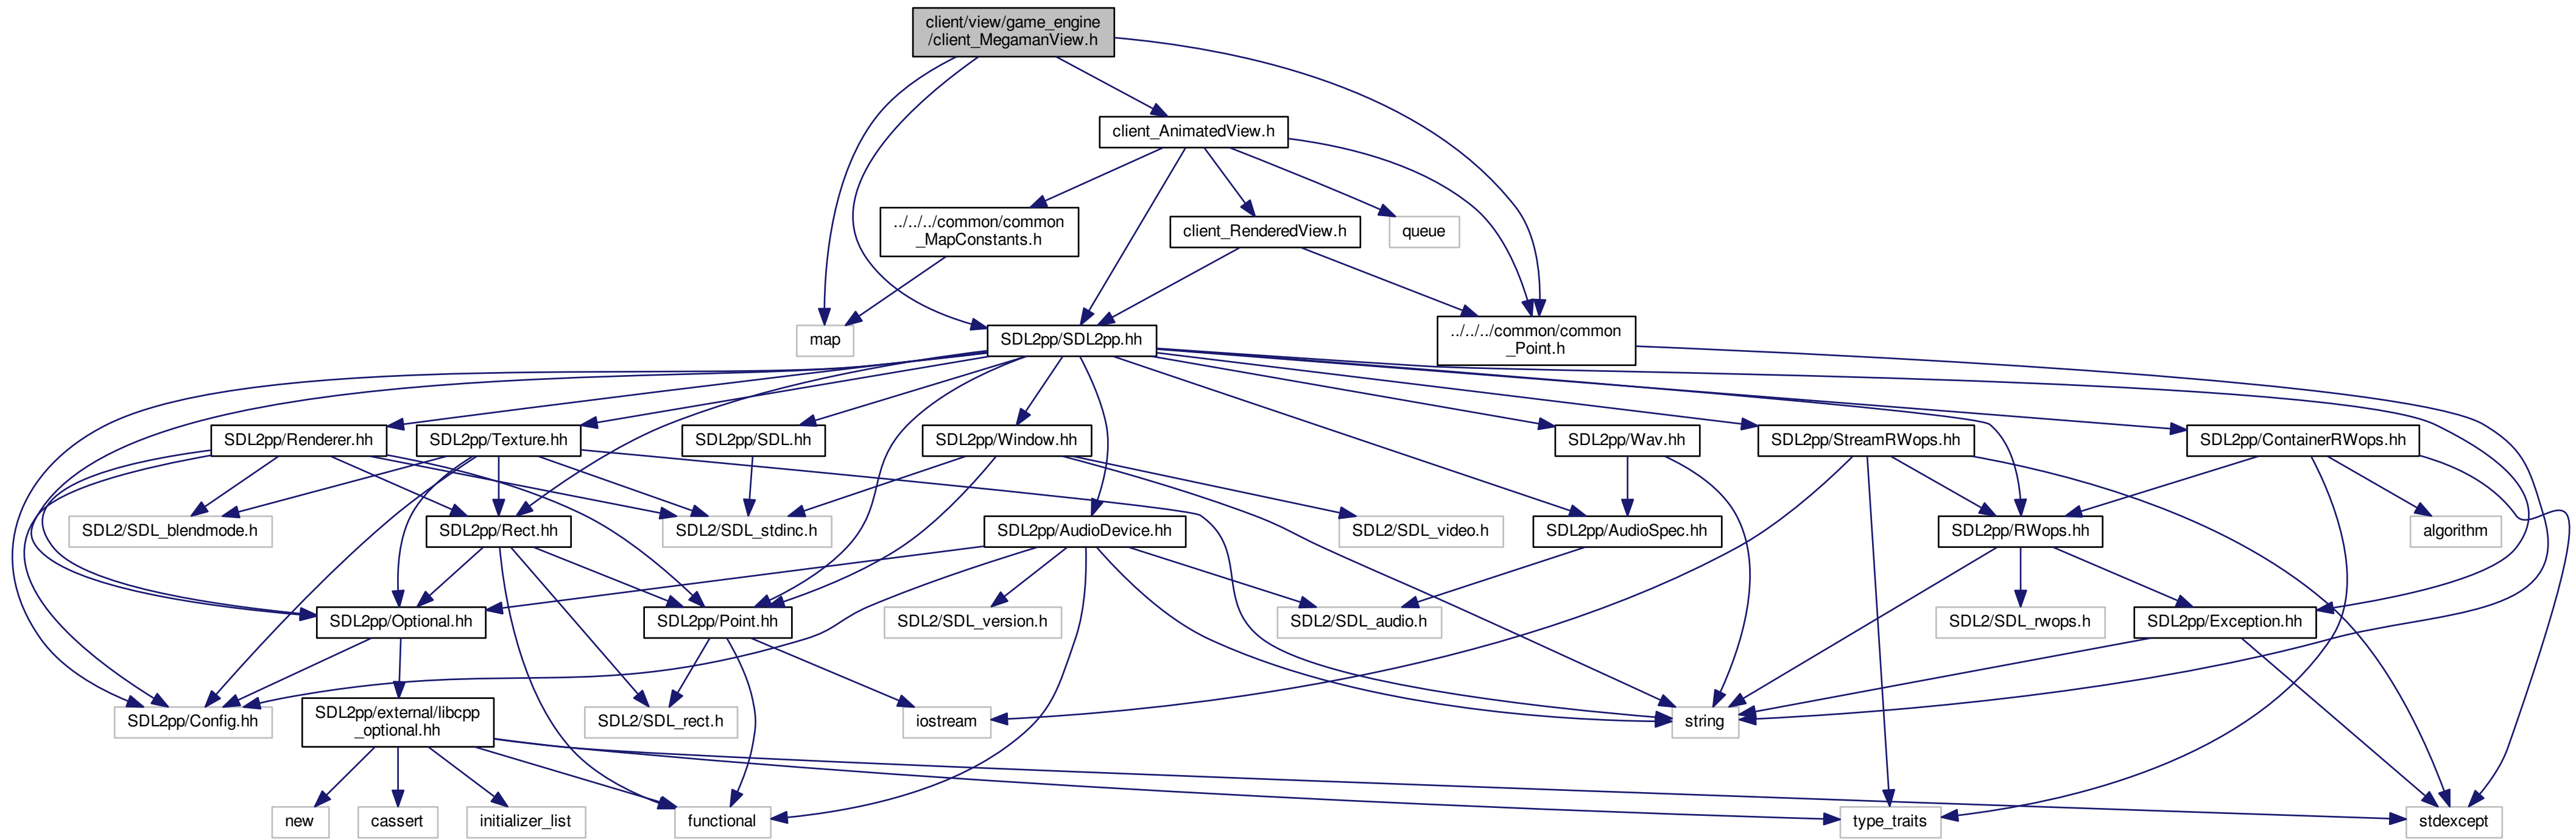 client/view/game_engine
/client_MegamanView.h
client_AnimatedView.h
../../../common/common
_MapConstants.h
client_RenderedView.h
queue
map
SDL2pp/SDL2pp.hh
../../../common/common
_Point.h
SDL2pp/Renderer.hh
SDL2pp/Texture.hh
SDL2pp/SDL.hh
SDL2pp/Window.hh
SDL2pp/Wav.hh
SDL2pp/StreamRWops.hh
SDL2pp/ContainerRWops.hh
SDL2/SDL_blendmode.h
SDL2pp/Rect.hh
SDL2/SDL_stdinc.h
SDL2pp/AudioDevice.hh
SDL2/SDL_video.h
SDL2pp/AudioSpec.hh
SDL2pp/RWops.hh
algorithm
SDL2pp/Optional.hh
SDL2pp/Point.hh
SDL2/SDL_version.h
SDL2/SDL_audio.h
SDL2/SDL_rwops.h
SDL2pp/Exception.hh
SDL2pp/Config.hh
SDL2pp/external/libcpp
_optional.hh
SDL2/SDL_rect.h
iostream
string
new
cassert
initializer_list
functional
type_traits
stdexcept